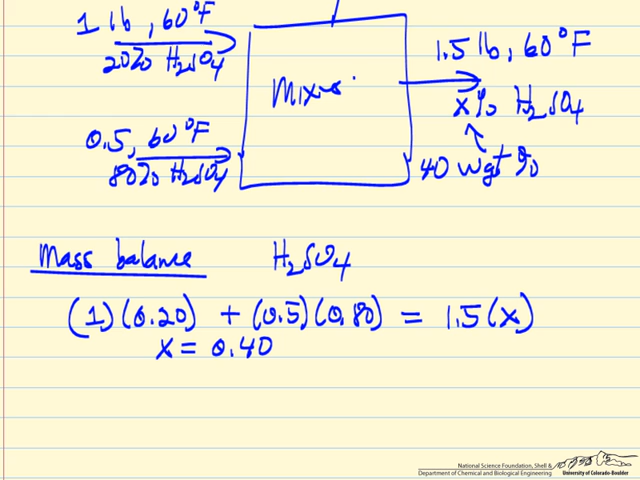 1 lb, 60°F
20% H₂SO₄
Mixer
1.5 lb, 60°F
x% H₂SO₄
40 wgt %
0.5, 60°F
80% H₂SO₄
Mass balance H₂SO₄
(1)(0.20) + (0.5)(0.80) = 1.5(x)
x = 0.40
National Science Foundation, Shell &
Department of Chemical and Biological Engineering
University of Colorado-Boulder